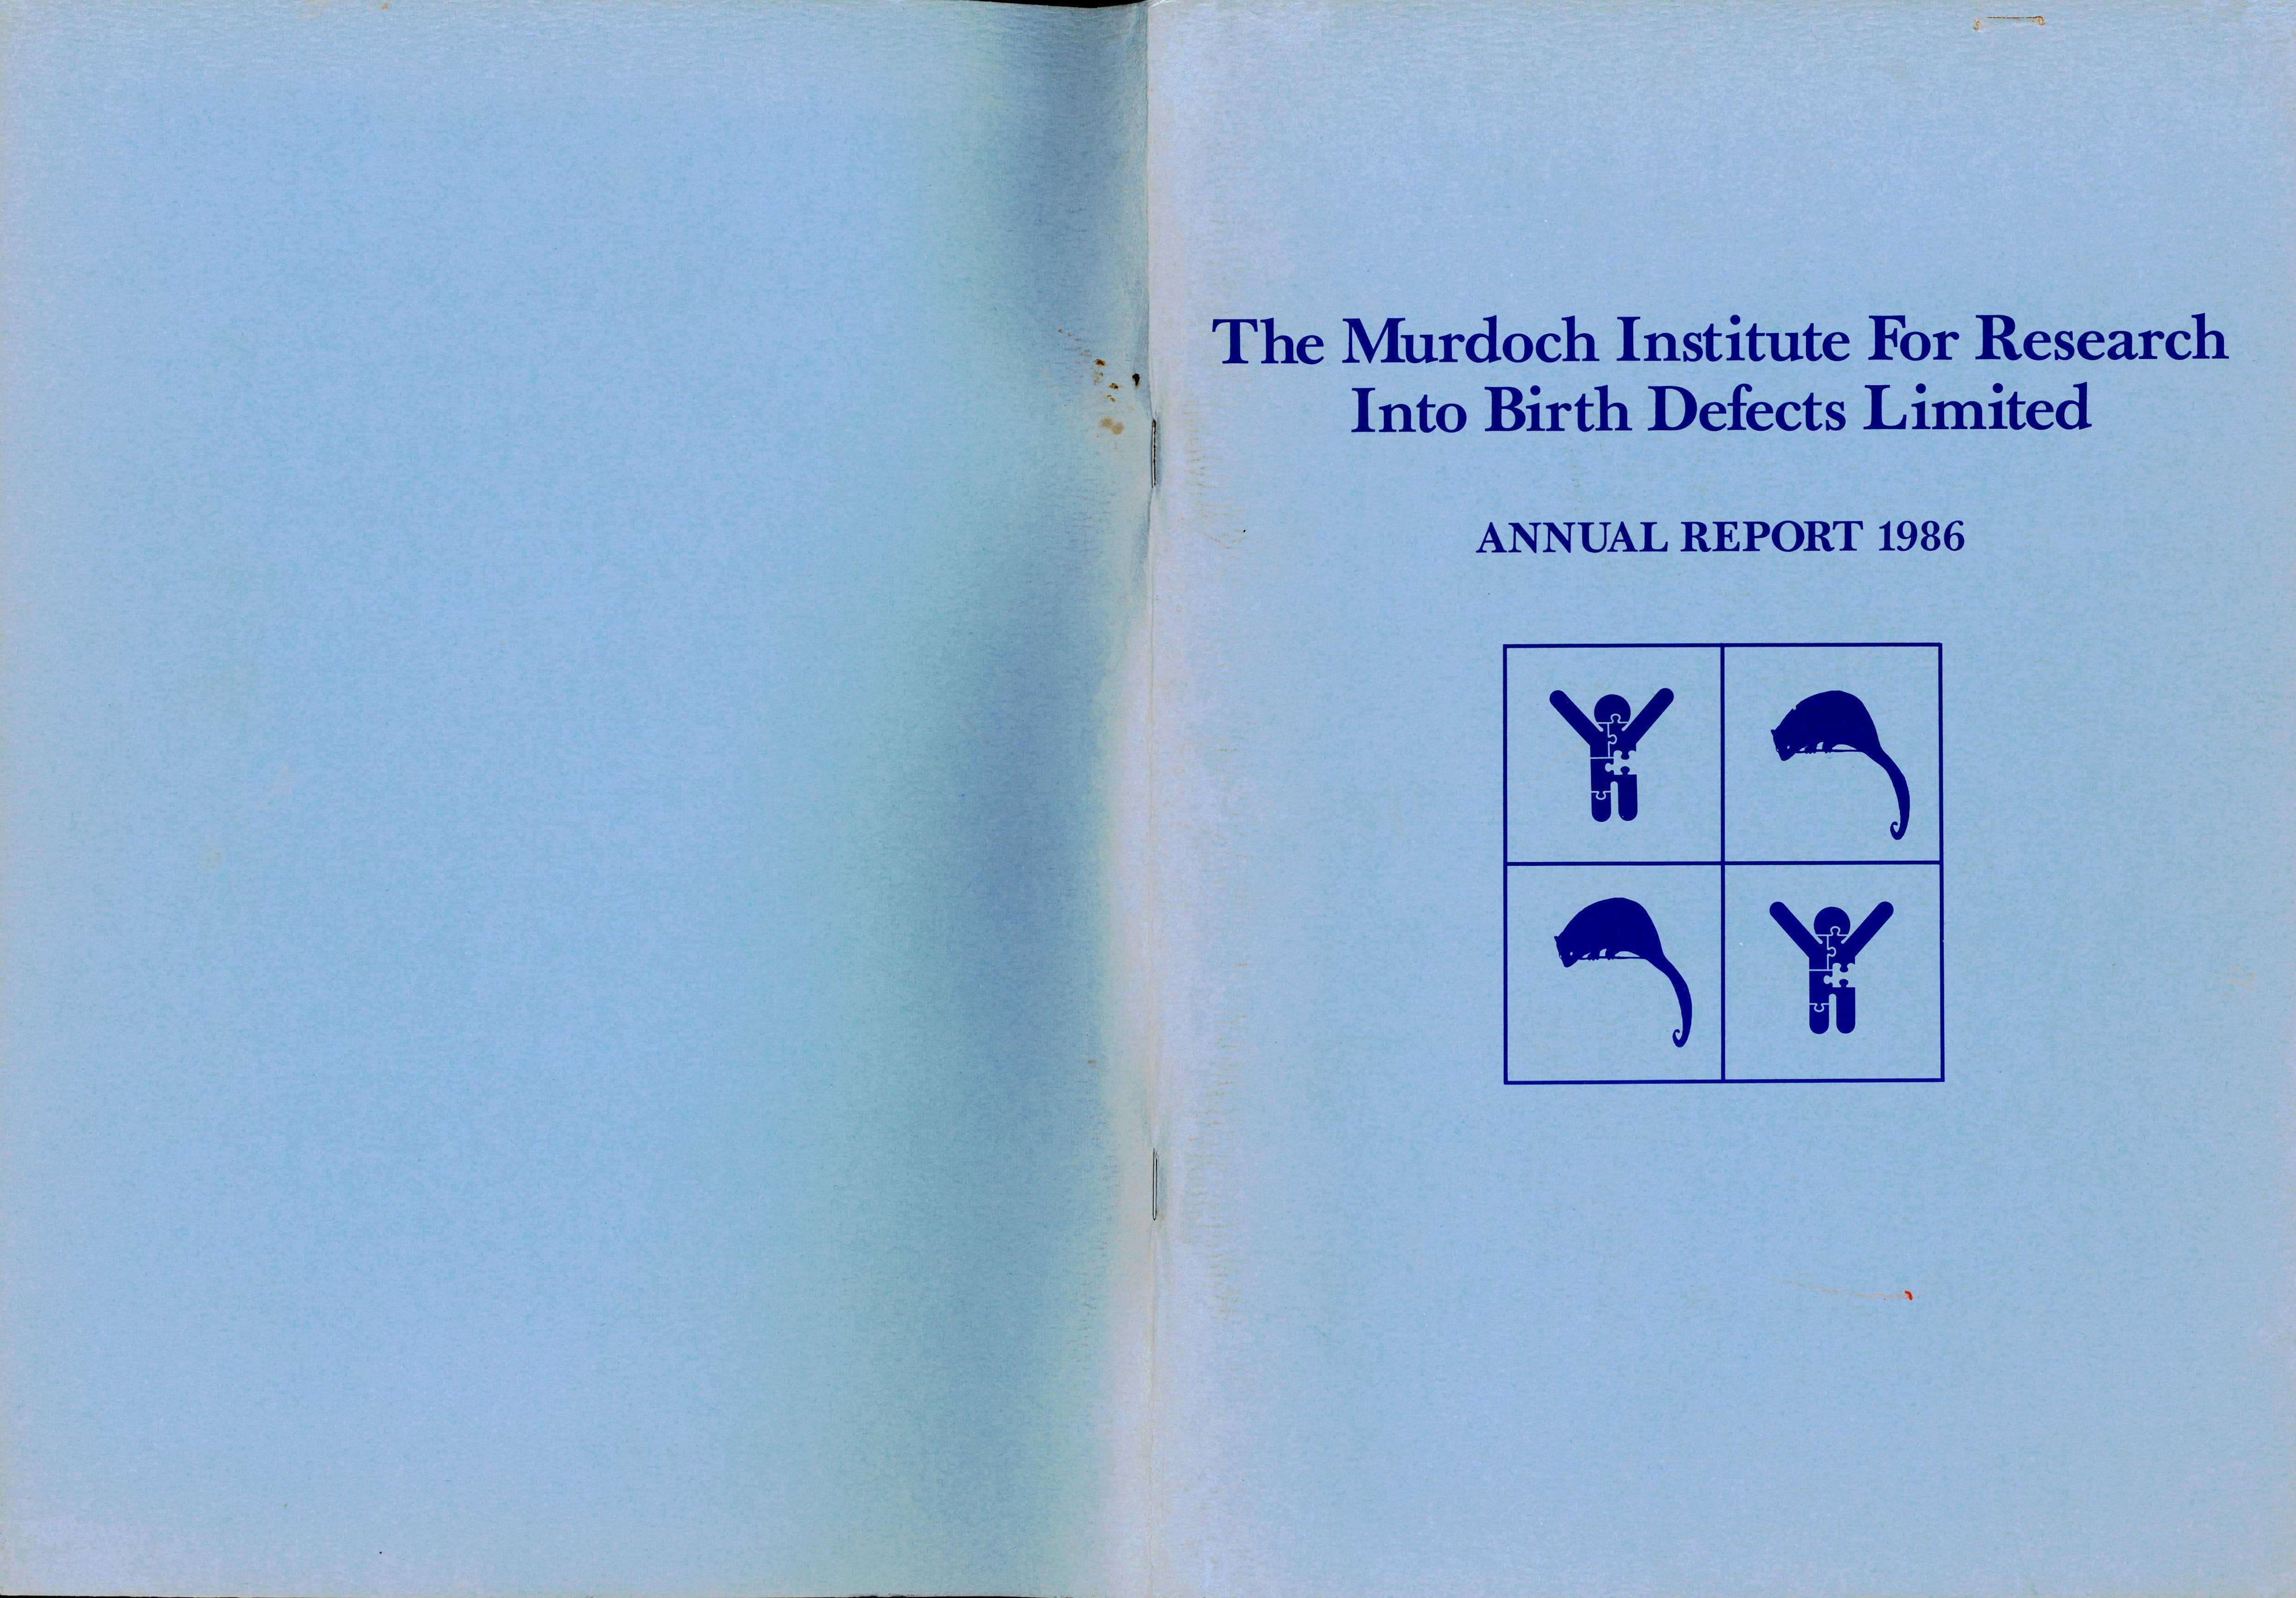 The Murdoch Institute For Research
Into Birth Defects Limited
ANNUAL REPORT 1986